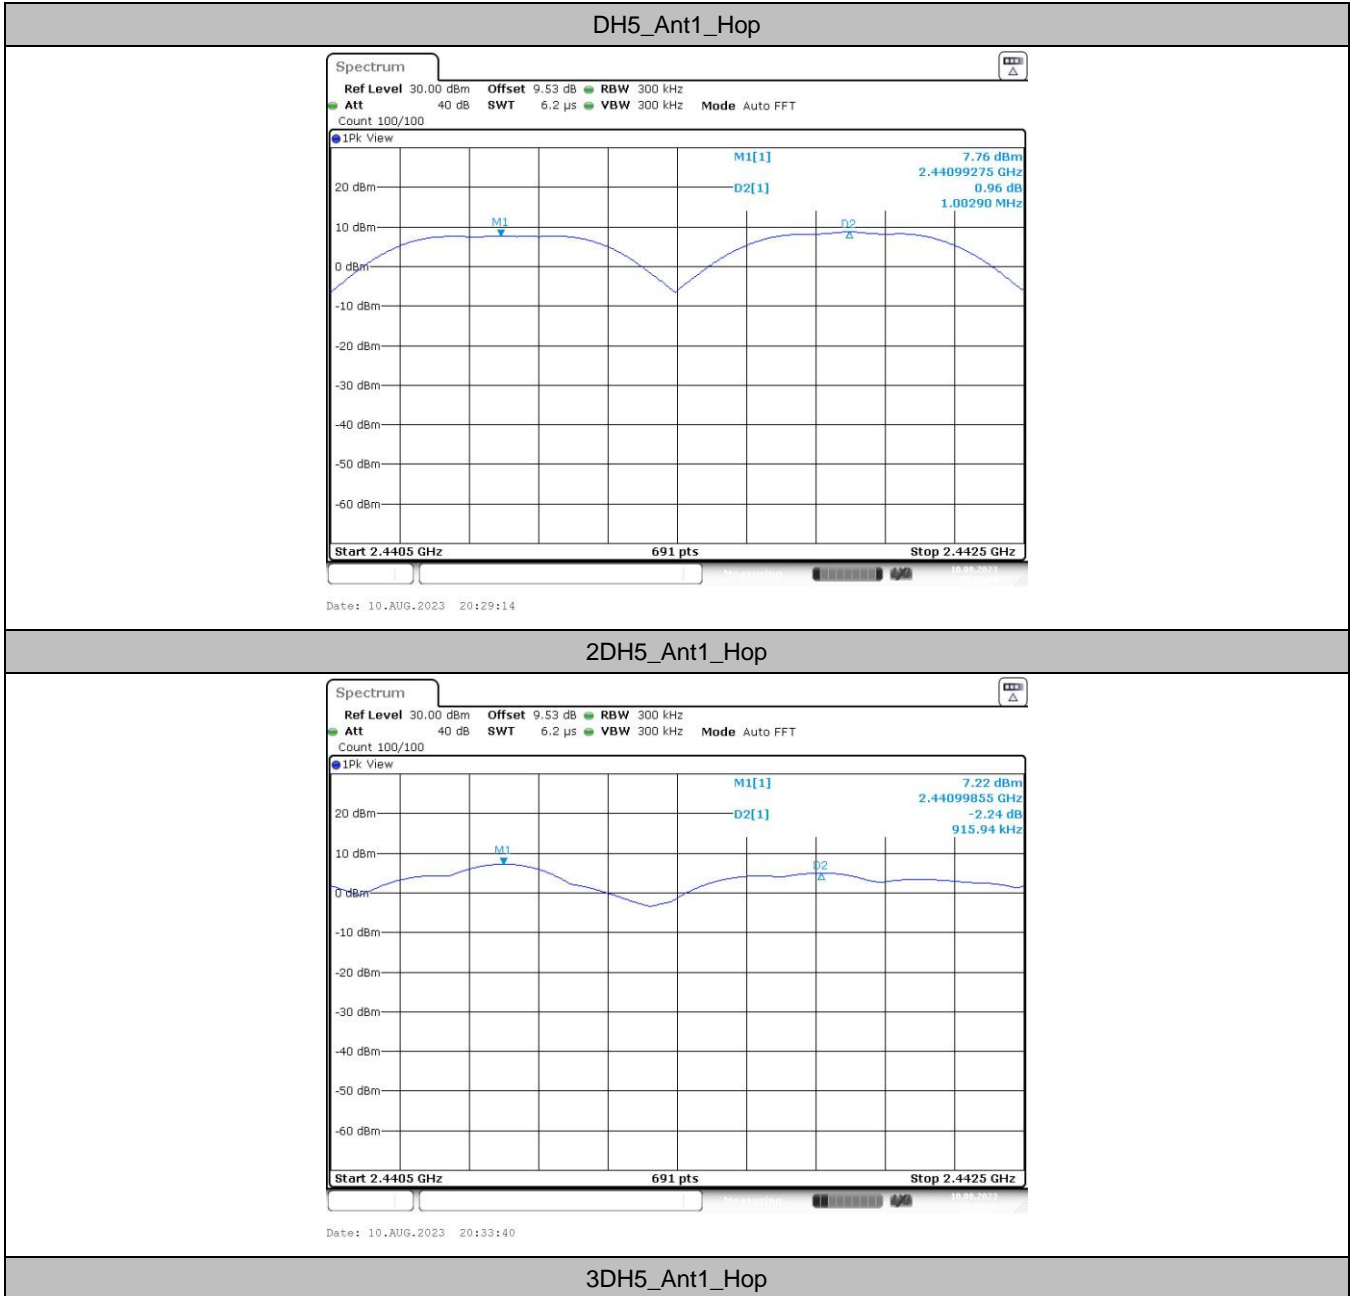 DH5_Ant1_Hop
Spectrum
Ref Level 30.00 dBm Offset 9.53 dB RBW 300 kHz
Att 40 dB SWT 6.2 µs VBW 300 kHz Mode Auto FFT
Count 100/100
1Pk View
M1[1] 7.76 dBm
2.44099275 GHz
20 dBm D2[1] 0.96 dB
1.00290 MHz
M1 D2
10 dBm
0 dBm
-10 dBm
-20 dBm
-30 dBm
-40 dBm
-50 dBm
-60 dBm
Start 2.4405 GHz 691 pts Stop 2.4425 GHz
Measuring 10.08.2023
Date: 10.AUG.2023 20:29:14
2DH5_Ant1_Hop
Spectrum
Ref Level 30.00 dBm Offset 9.53 dB RBW 300 kHz
Att 40 dB SWT 6.2 µs VBW 300 kHz Mode Auto FFT
Count 100/100
1Pk View
M1[1] 7.22 dBm
2.44099855 GHz
20 dBm D2[1] -2.24 dB
915.94 kHz
10 dBm M1
D2
0 dBm
-10 dBm
-20 dBm
-30 dBm
-40 dBm
-50 dBm
-60 dBm
Start 2.4405 GHz 691 pts Stop 2.4425 GHz
Measuring 10.08.2023
Date: 10.AUG.2023 20:33:40
3DH5_Ant1_Hop